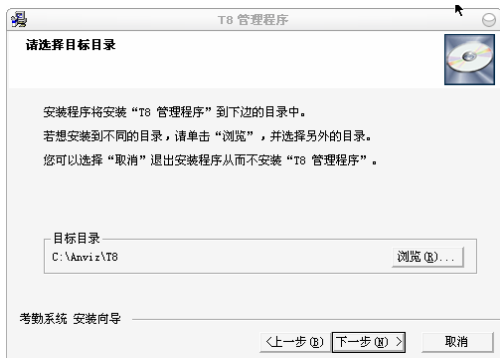 T8 管理程序
请选择目标目录
安装程序将安装“T8 管理程序”到下边的目录中。
若想安装到不同的目录，请单击“浏览”，并选择另外的目录。
您可以选择“取消”退出安装程序从而不安装“T8 管理程序”。
目标目录
C:\Anviz\T8
浏览(R)...
考勤系统 安装向导
<上一步(B)
下一步(N) >
取消